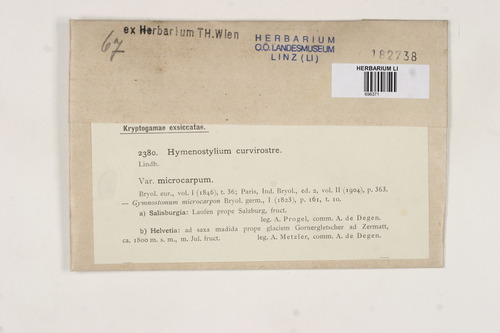 67
ex Herbarium TH. Wien
HERBARIUM
O.Ö. LANDESMUSEUM
LINZ (LI)
182738
HERBARIUM LI
Kryptogamae exsiccatae.
2380. Hymenostylium curvirostre.
Lindb.
Var. microcarpum.
Bryol. eur., vol. I (1846), t. 36; Paris, Ind. Bryol., ed. 2, vol. II (1904), p. 363.
— Gymnostomum microcarpon Bryol. germ., I (1823), p. 161, t. 10.
a) Salisburgia: Laufen prope Salzburg, fruct.
leg. A. Progel, comm. A. de Degen.
b) Helvetia: ad saxa madida prope glaciem Gornergletscher ad Zermatt,
ca. 1800 m. s. m., m. Jul. fruct. leg. A. Metzler, comm. A. de Degen.